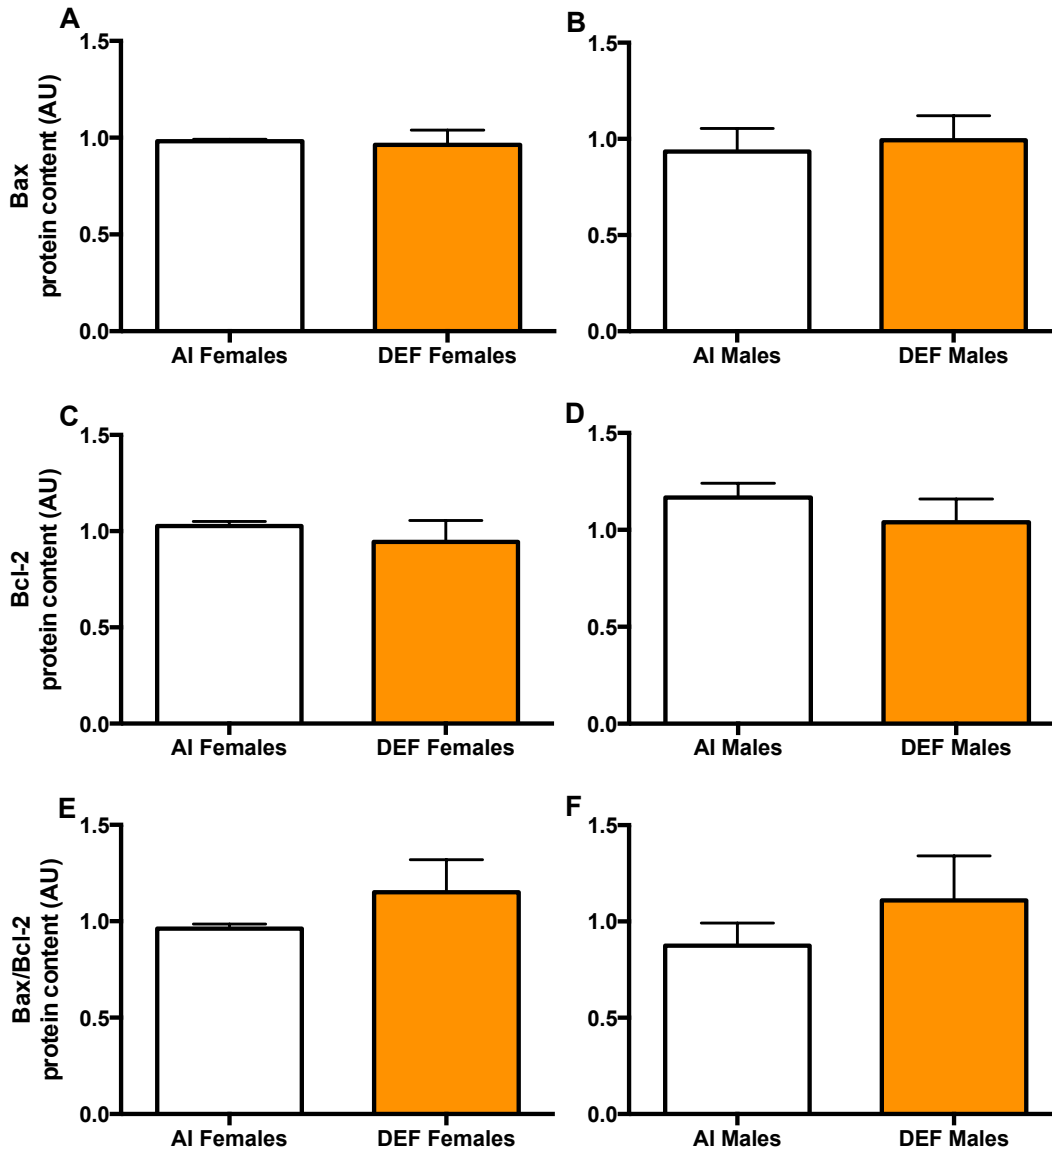 A
Bax
protein content (AU)
1.5
1.0
0.5
0.0
AI Females
DEF Females
B
1.5
1.0
0.5
0.0
AI Males
DEF Males
C
Bcl-2
protein content (AU)
1.5
1.0
0.5
0.0
AI Females
DEF Females
D
1.5
1.0
0.5
0.0
AI Males
DEF Males
E
Bax/Bcl-2
protein content (AU)
1.5
1.0
0.5
0.0
AI Females
DEF Females
F
1.5
1.0
0.5
0.0
AI Males
DEF Males